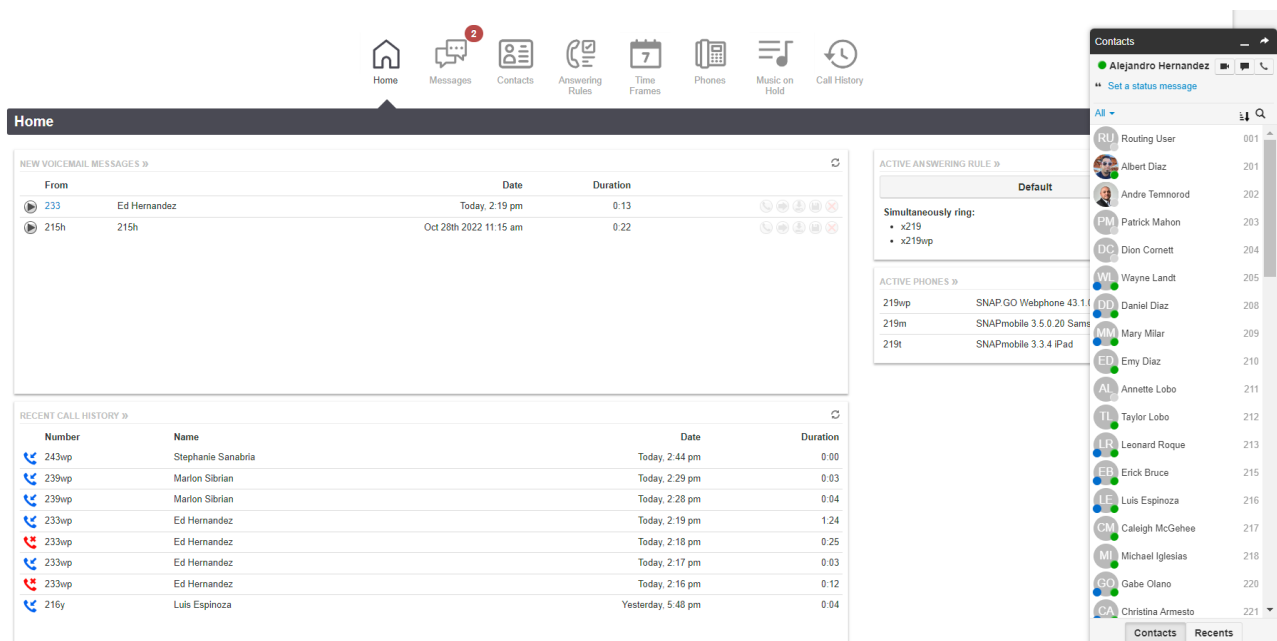 2
7
Home
Messages
Contacts
Answering Rules
Time Frames
Phones
Music on Hold
Call History
Home
NEW VOICEMAIL MESSAGES »
From Date Duration
233 Ed Hernandez Today, 2:19 pm 0:13
215h 215h Oct 28th 2022 11:15 am 0:22
RECENT CALL HISTORY »
Number Name Date Duration
243wp Stephanie Sanabria Today, 2:44 pm 0:00
239wp Marlon Sibrian Today, 2:29 pm 0:03
239wp Marlon Sibrian Today, 2:28 pm 0:04
233wp Ed Hernandez Today, 2:19 pm 1:24
233wp Ed Hernandez Today, 2:18 pm 0:25
233wp Ed Hernandez Today, 2:17 pm 0:03
233wp Ed Hernandez Today, 2:16 pm 0:12
216y Luis Espinoza Yesterday, 5:48 pm 0:04
ACTIVE ANSWERING RULE »
Default
Simultaneously ring:
• x219
• x219wp
ACTIVE PHONES »
219wp SNAP.GO Webphone 43.1.0
219m SNAPmobile 3.5.0.20 Sams
219t SNAPmobile 3.3.4 iPad
Contacts
Alejandro Hernandez
Set a status message
All
RU Routing User 001
Albert Diaz 201
Andre Temnorod 202
PM Patrick Mahon 203
DC Dion Cornett 204
WL Wayne Landt 205
DD Daniel Diaz 208
MM Mary Milar 209
ED Emy Diaz 210
AL Annette Lobo 211
TL Taylor Lobo 212
LR Leonard Roque 213
EB Erick Bruce 215
LE Luis Espinoza 216
CM Caleigh McGehee 217
MI Michael Iglesias 218
GO Gabe Olano 220
CA Christina Armesto 221
Contacts Recents